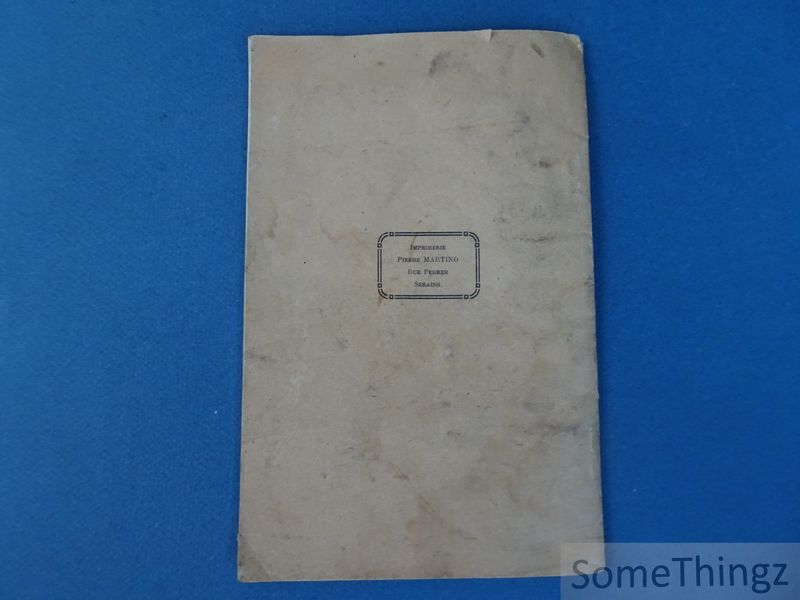 IMPRIMERIE
PIERRE MARTINO
RUE FERRER
SERAING.
SomeThingz